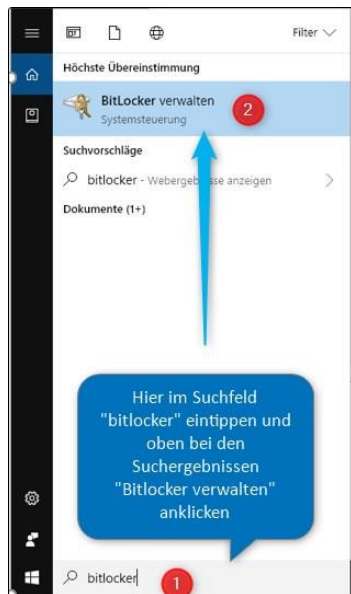 Filter
Höchste Übereinstimmung
BitLocker verwalten
Systemsteuerung
2
Suchvorschläge
bitlocker - Webergebnisse anzeigen
Dokumente (1+)
Hier im Suchfeld
"bitlocker" eintippen und
oben bei den
Suchergebnissen
"Bitlocker verwalten"
anklicken
bitlocker
1